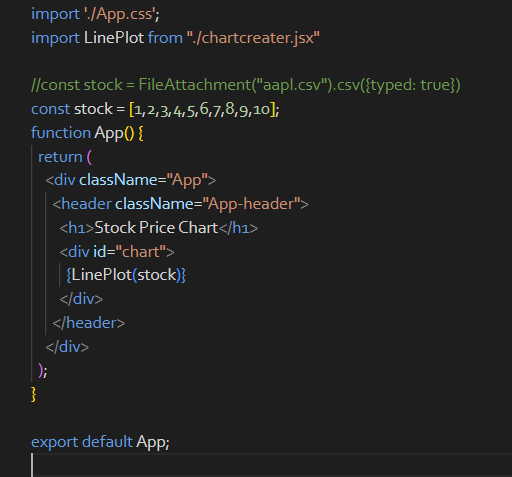 import './App.css';
import LinePlot from "./chartcreater.jsx"
//const stock = FileAttachment("aapl.csv").csv({typed: true})
const stock = [1,2,3,4,5,6,7,8,9,10];
function App() {
return (
<div className="App">
<header className="App-header">
<h1>Stock Price Chart</h1>
<div id="chart">
{LinePlot(stock)}
</div>
</header>
</div>
);
}
export default App;